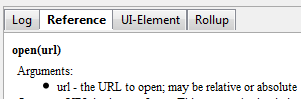 Log Reference UI-Element Rollup
open(url)
Arguments:
• url - the URL to open; may be relative or absolute